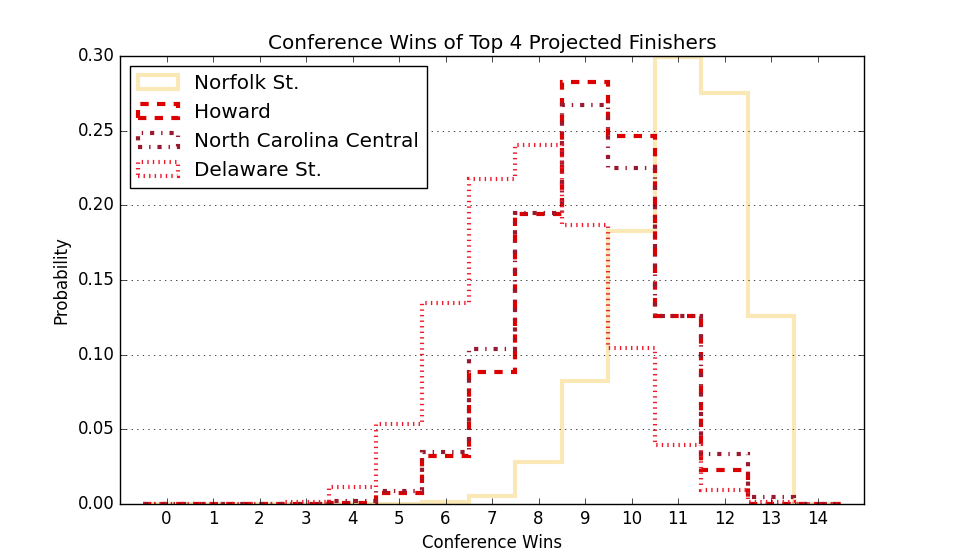 Conference Wins of Top 4 Projected Finishers
0.30
0.25
0.20
0.15
0.10
0.05
0.00
Probability
Norfolk St.
Howard
North Carolina Central
Delaware St.
0 1 2 3 4 5 6 7 8 9 10 11 12 13 14
Conference Wins